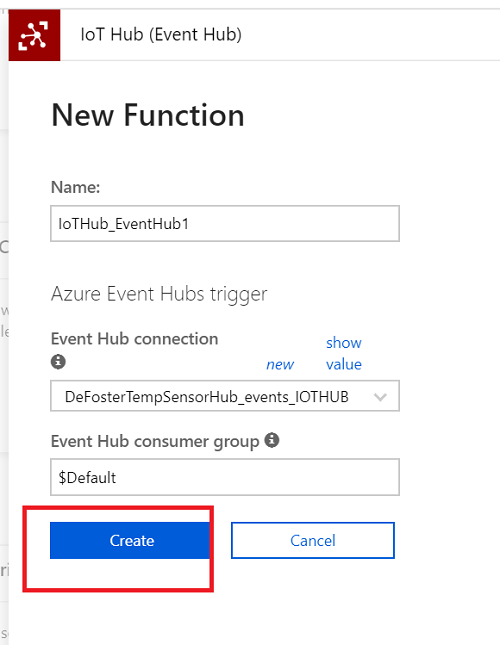 IoT Hub (Event Hub)
New Function
Name:
IoTHub_EventHub1
Azure Event Hubs trigger
Event Hub connection
new
show
value
DeFosterTempSensorHub_events_IOTHUB
Event Hub consumer group
$Default
Create
Cancel